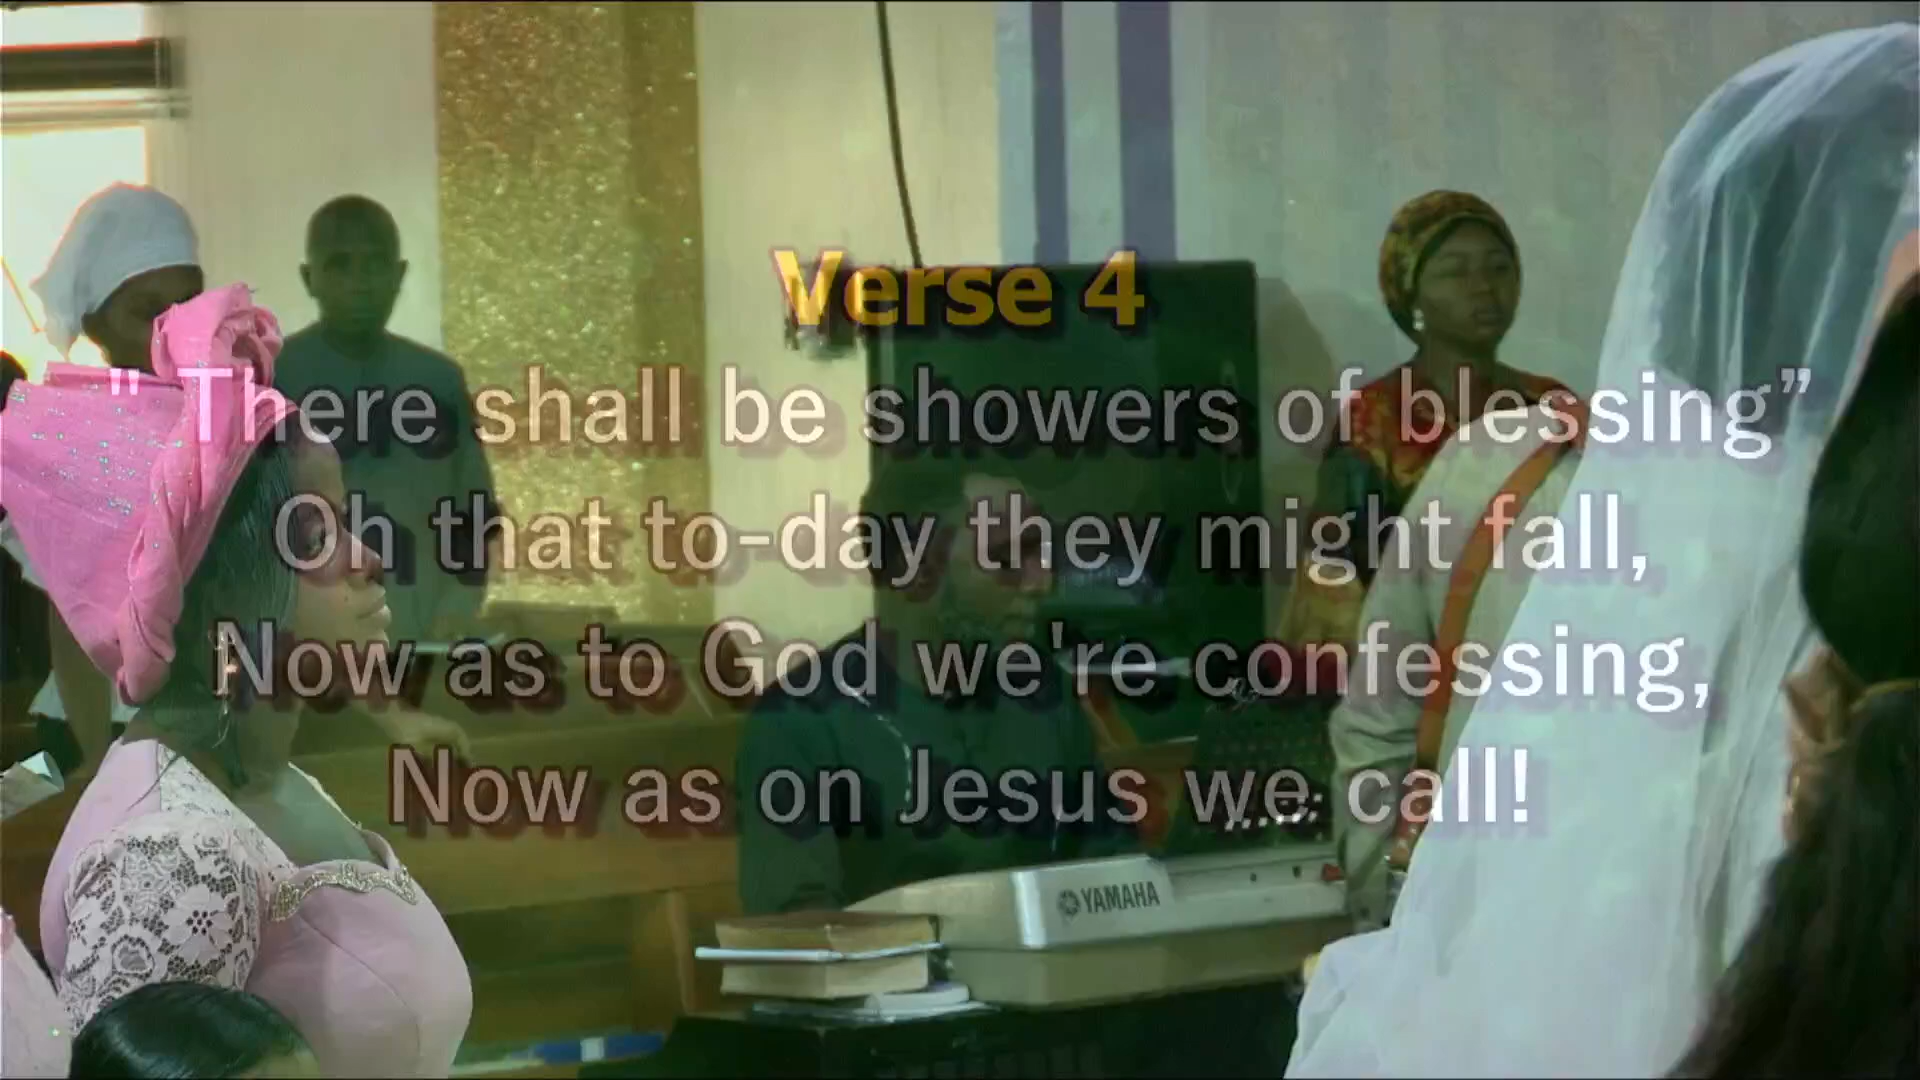 Verse 4
" There shall be showers of blessing”
Oh that to-day they might fall,
Now as to God we're confessing,
Now as on Jesus we call!
YAMAHA